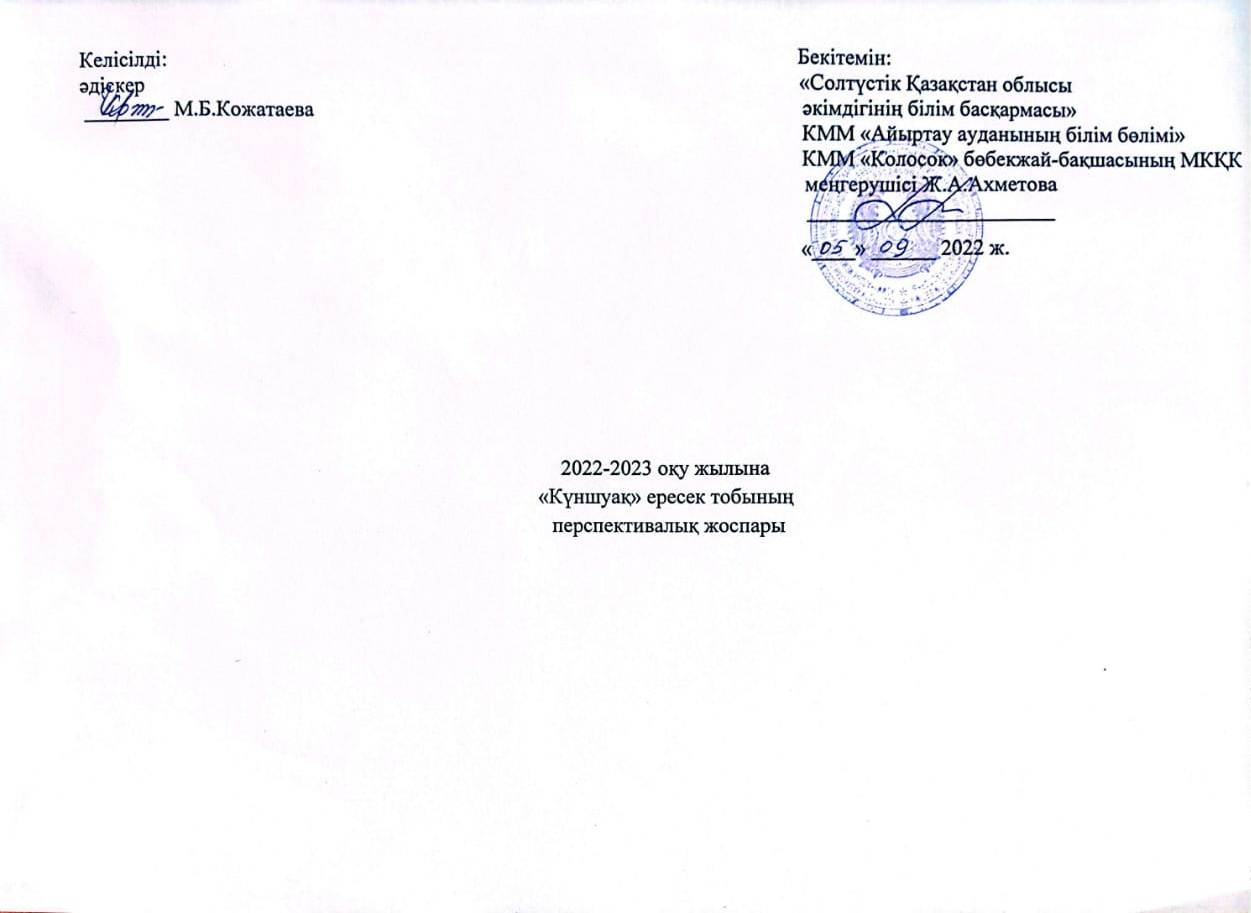 Келісілді:
әдіскер
М.Б.Кожатаева
Бекітемін:
«Солтүстік Қазақстан облысы
әкімдігінің білім басқармасы»
КММ «Айыртау ауданының білім бөлімі»
КММ «Колосок» бөбекжай-бақшасының МКҚК
меңгерушісі Ж.А.Ахметова
«05» 09 2022 ж.
2022-2023 оқу жылына
«Күншуақ» ересек тобының
перспективалық жоспары